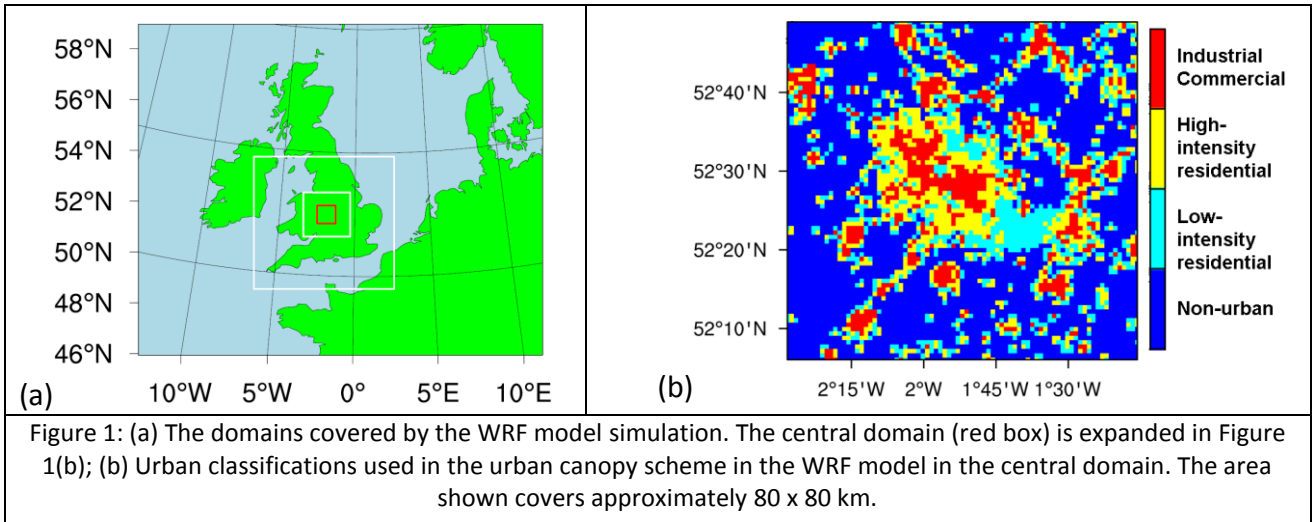 58°N
56°N
54°N
52°N
50°N
48°N
46°N
10°W 5°W 0° 5°E 10°E
(a)
52°40'N
52°30'N
52°20'N
52°10'N
2°15'W 2°W 1°45'W 1°30'W
(b)
Industrial
Commercial
High-
intensity
residential
Low-
intensity
residential
Non-urban
Figure 1: (a) The domains covered by the WRF model simulation. The central domain (red box) is expanded in Figure
1(b); (b) Urban classifications used in the urban canopy scheme in the WRF model in the central domain. The area
shown covers approximately 80 x 80 km.